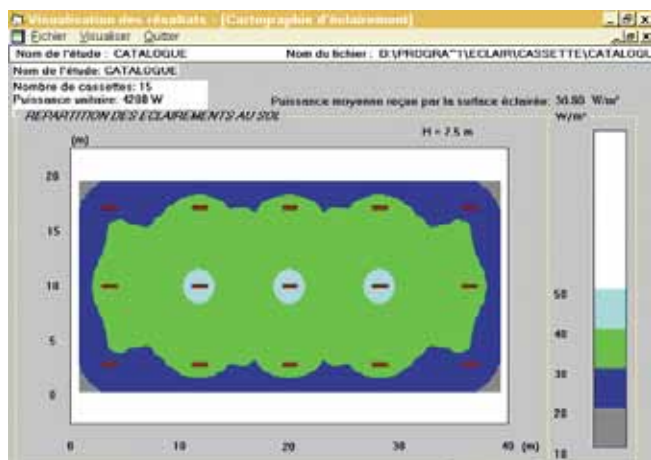 Visualisation des résultats - [Cartographie d'éclairement]
Fichier Visualiser Quitter
Nom de l'étude : CATALOGUE Nom du fichier : D:\PROGRA~1\ECLAIR\CASSETTE\CATALOGU
Nom de l'étude: CATALOGUE
Nombre de cassettes: 15
Puissance unitaire: 4200 W
Puissance moyenne reçue par la surface éclairée: W/m²
REPARTITION DES ECLAIREMENTS AU SOL
W/m²
(m)
H = 7.5 m
20
15
10
5
0
0 10 20 30 40 (m)
50
40
30
20
10